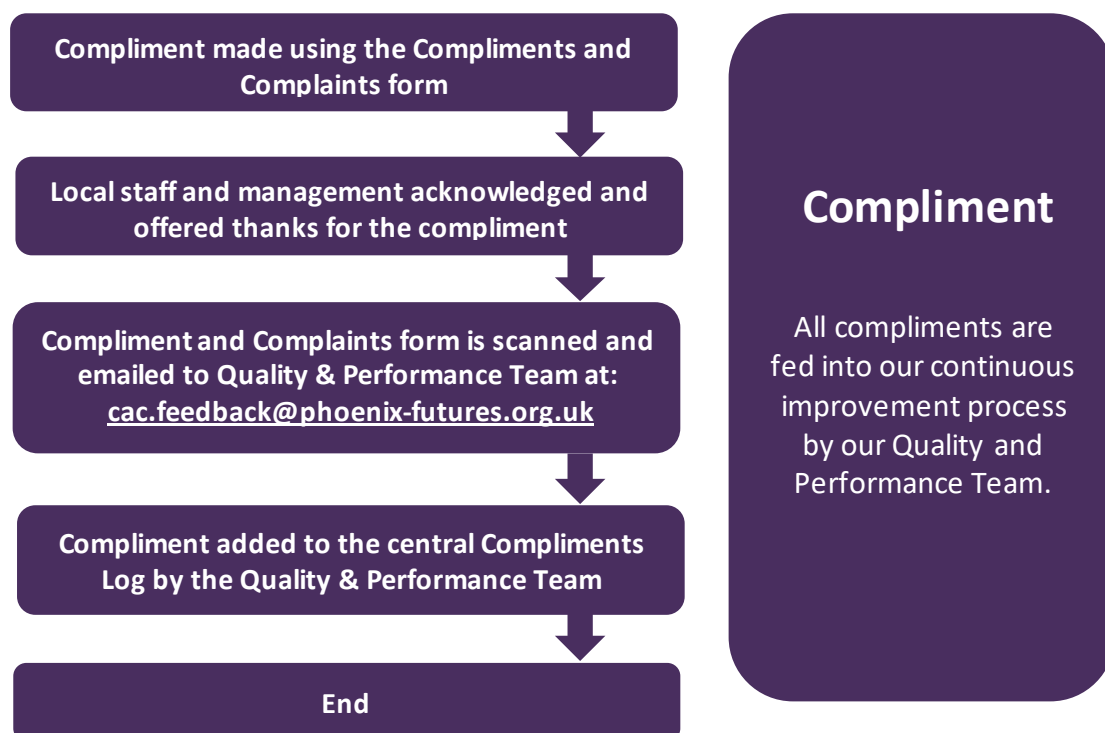 Compliment made using the Compliments and
Complaints form
Local staff and management acknowledged and
offered thanks for the compliment
Compliment and Complaints form is scanned and
emailed to Quality & Performance Team at:
cac.feedback@phoenix-futures.org.uk
Compliment added to the central Compliments
Log by the Quality & Performance Team
End
Compliment
All compliments are
fed into our continuous
improvement process
by our Quality and
Performance Team.